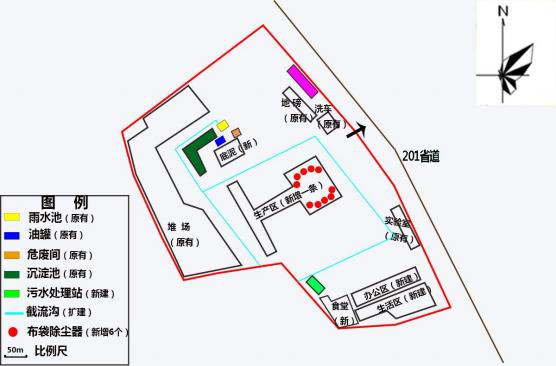 N
地 磅
（原有）
洗车
（原有）
201省道
底泥（新）
生产区（新增一条）
堆 场
（原有）
实验室
（原有）
办公区（新建）
生活区（新建）
食堂
（新）
图 例
雨水池（原有）
油罐（原有）
危废间（原有）
沉淀池（原有）
污水处理站（新建）
截流沟（扩建）
布袋除尘器（新增6个）
50m 比例尺